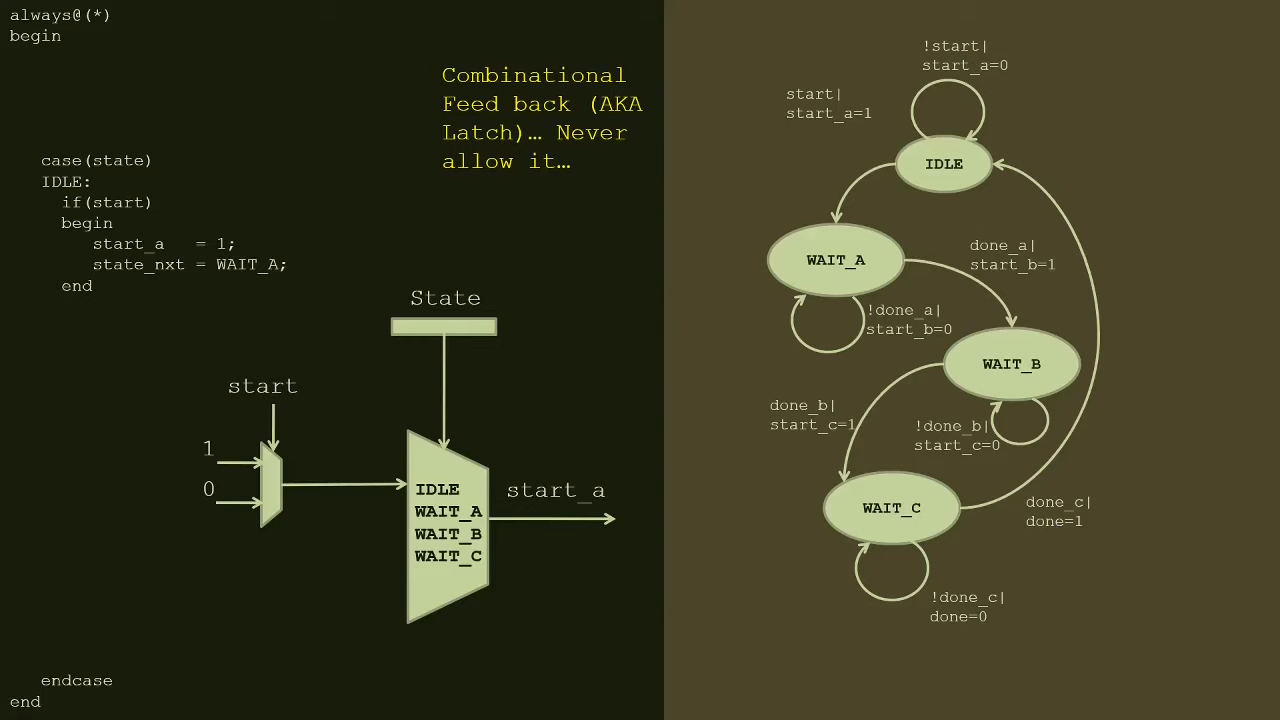 always@(*)
begin
case(state)
IDLE:
if(start)
begin
start_a = 1;
state_nxt = WAIT_A;
end
endcase
end
Combinational
Feed back (AKA
Latch)… Never
allow it…
State
start
1
0
IDLE
WAIT_A
WAIT_B
WAIT_C
start_a
!start|
start_a=0
start|
start_a=1
IDLE
WAIT_A
done_a|
start_b=1
!done_a|
start_b=0
WAIT_B
done_b|
start_c=1
!done_b|
start_c=0
WAIT_C
done_c|
done=1
!done_c|
done=0